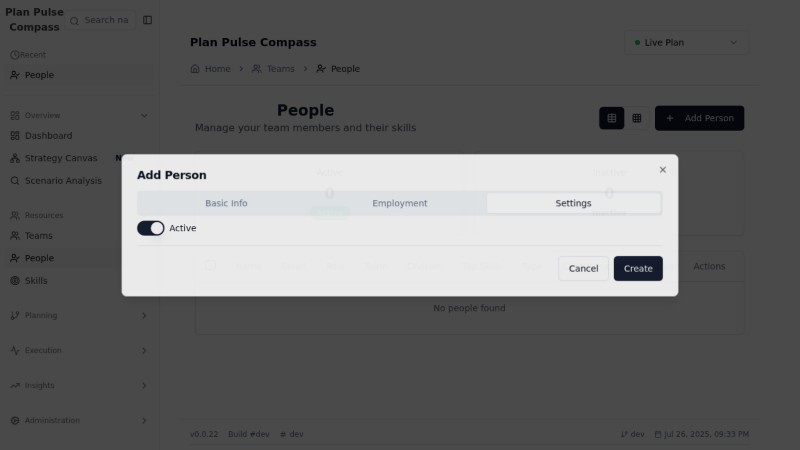 Plan Pulse
Compass
Search na
Recent
People
Overview
Dashboard
Strategy Canvas
Scenario Analysis
Resources
Teams
People
Skills
Planning
Execution
Insights
Administration
Plan Pulse Compass
Live Plan
Home > Teams > People
People
Manage your team members and their skills
Add Person
Add Person
Basic Info
Employment
Settings
Active
Cancel
Create
Actions
No people found
v0.0.22
Build #dev
# dev
dev
Jul 26, 2025, 09:33 PM